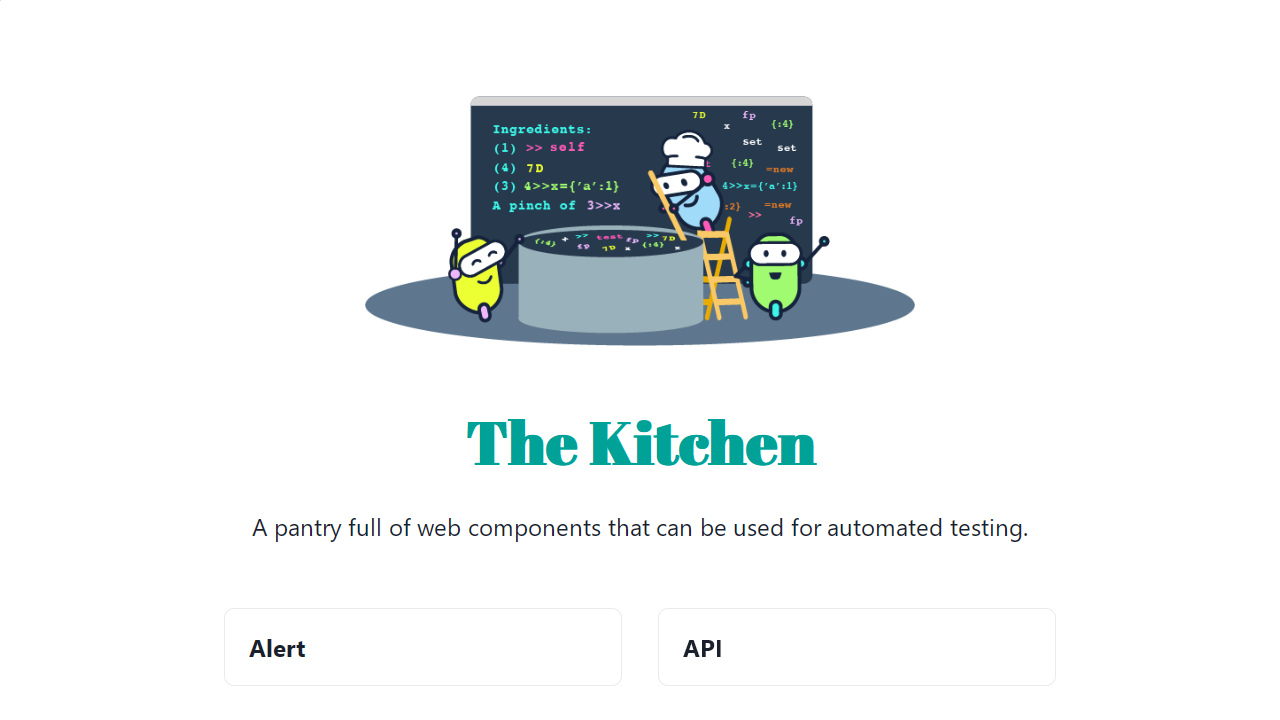 Ingredients:
(1) >> self
(4) 7D
(3) 4>>x={'a':1}
A pinch of 3>>x
7D
fp
x
{:4}
set
set
{:4}
=new
4>>x={'a':1}
:2}
=new
>>
fp
{:4} + >> test fp >> 7D
fp 7D x {:4} x
The Kitchen
A pantry full of web components that can be used for automated testing.
Alert
API